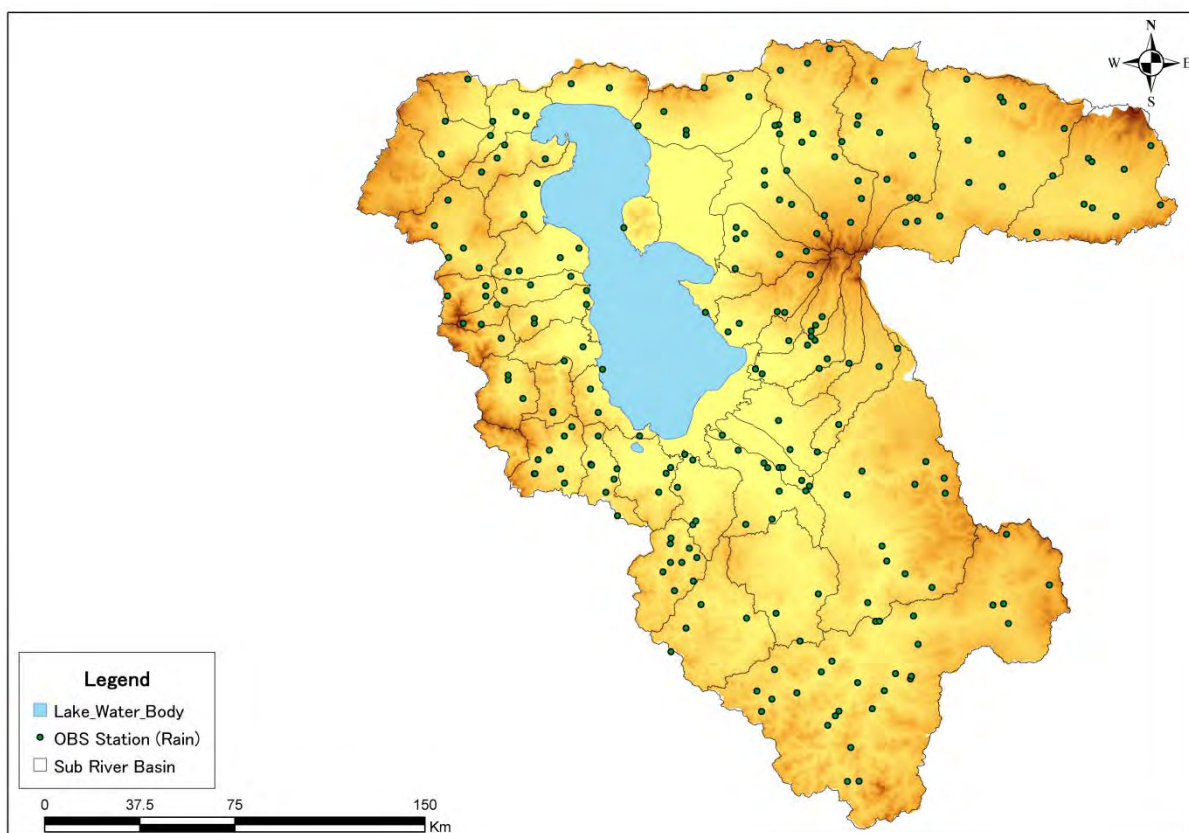 N
W E
S
Legend
Lake_Water_Body
OBS Station (Rain)
Sub River Basin
0 37.5 75 150
Km